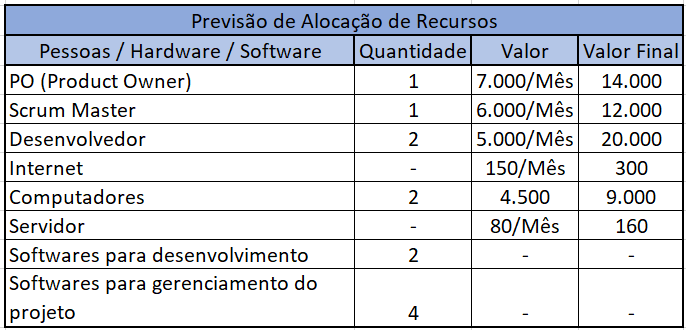 Previsão de Alocação de Recursos
Pessoas / Hardware / Software Quantidade Valor Valor Final
PO (Product Owner) 1 7.000/Mês 14.000
Scrum Master 1 6.000/Mês 12.000
Desenvolvedor 2 5.000/Mês 20.000
Internet - 150/Mês 300
Computadores 2 4.500 9.000
Servidor - 80/Mês 160
Softwares para desenvolvimento 2 - -
Softwares para gerenciamento do
projeto 4 - -